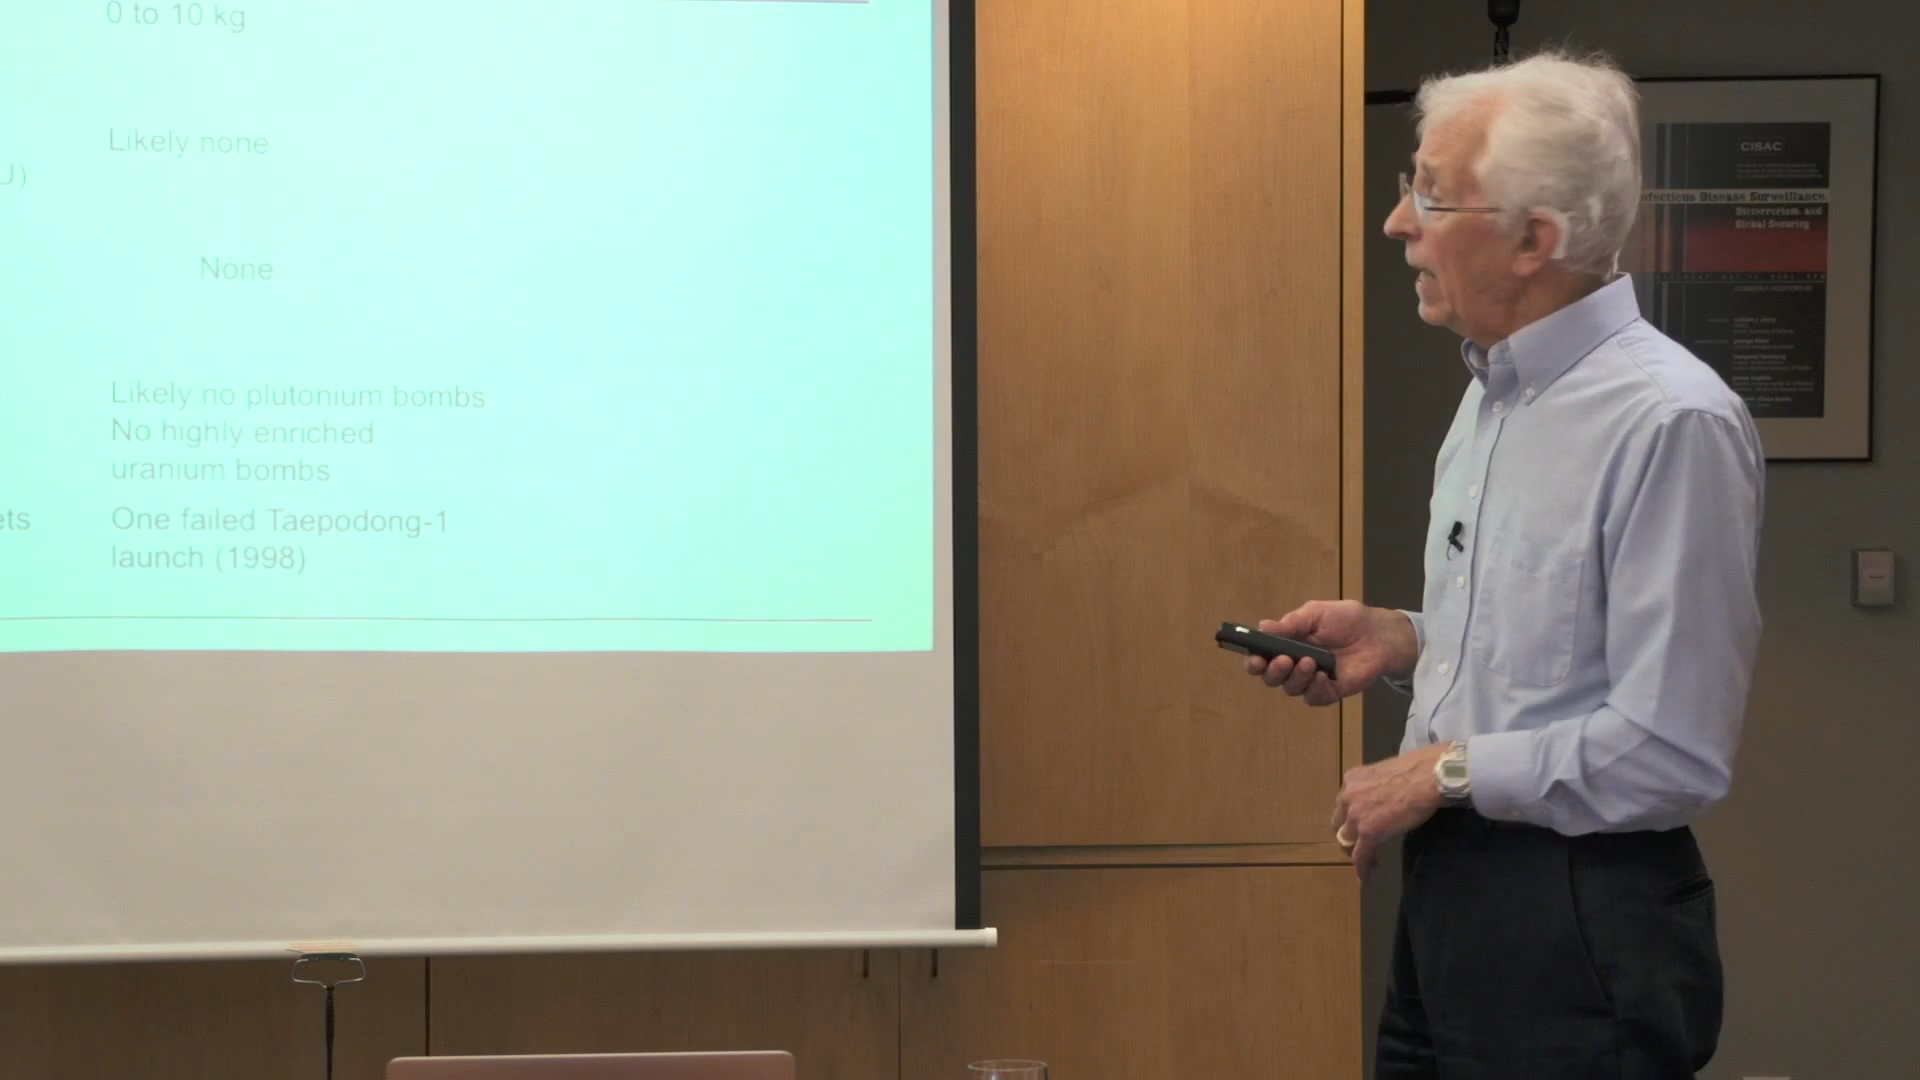 0 to 10 kg
Likely none
U)
None
Likely no plutonium bombs
No highly enriched
uranium bombs
ets
One failed Taepodong-1
launch (1998)
CISAC
Infectious Disease Surveillance,
Bioterrorism, and
Global Security